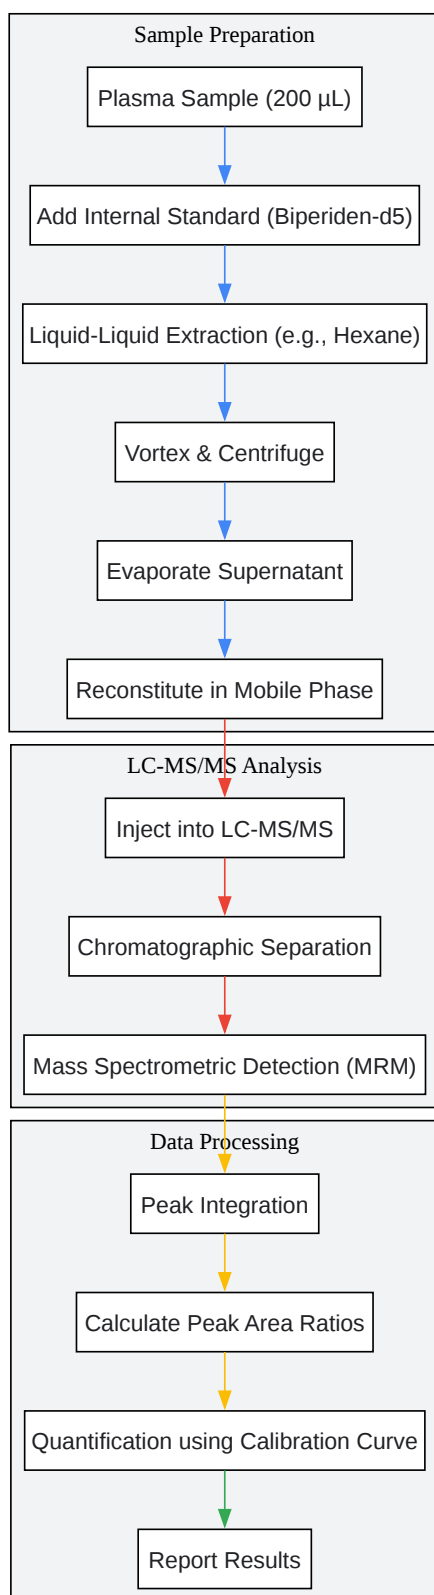 Sample Preparation
Plasma Sample (200 µL)
Add Internal Standard (Biperiden-d5)
Liquid-Liquid Extraction (e.g., Hexane)
Vortex & Centrifuge
Evaporate Supernatant
Reconstitute in Mobile Phase
LC-MS/MS Analysis
Inject into LC-MS/MS
Chromatographic Separation
Mass Spectrometric Detection (MRM)
Data Processing
Peak Integration
Calculate Peak Area Ratios
Quantification using Calibration Curve
Report Results